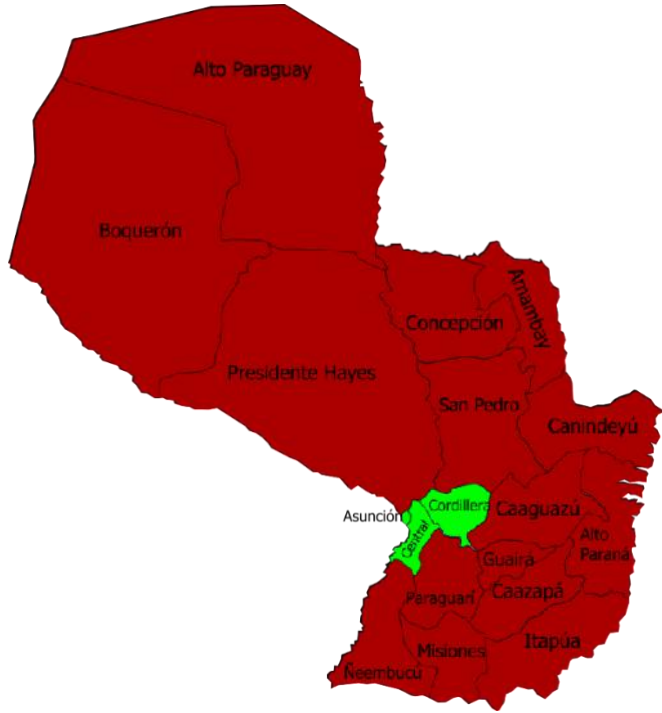 Alto Paraguay
Boquerón
Amambay
Concepción
Presidente Hayes
San Pedro
Canindeyú
Cordillera
Asunción
Caaguazú
Central
Alto
Paraná
Guairá
Caazapá
Paraguarí
Itapúa
Misiones
Ñeembucú